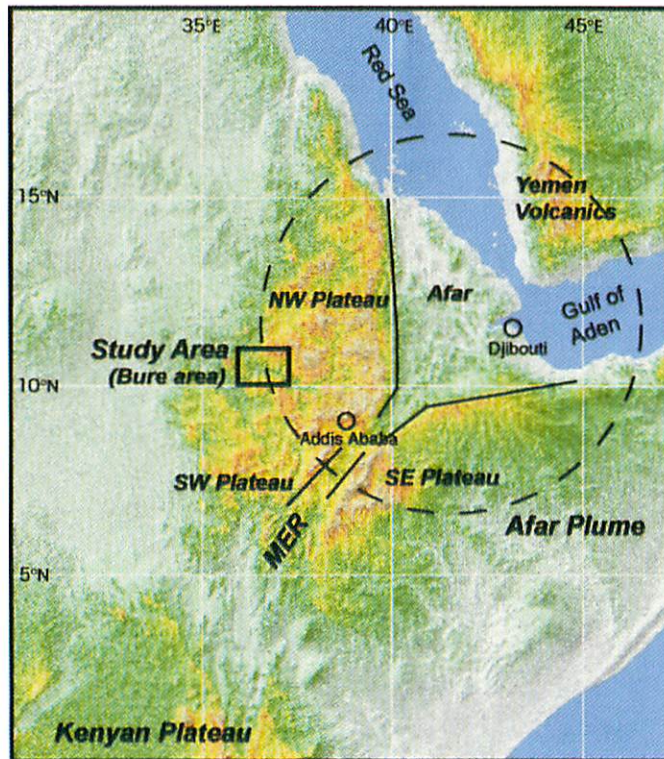 35°E
40°E
45°E
Red Sea
15°N
Yemen
Volcanics
NW Plateau
Afar
Gulf of
Aden
Djibouti
Study Area
(Bure area)
10°N
Addis Ababa
SW Plateau
SE Plateau
MER
Afar Plume
5°N
Kenyan Plateau